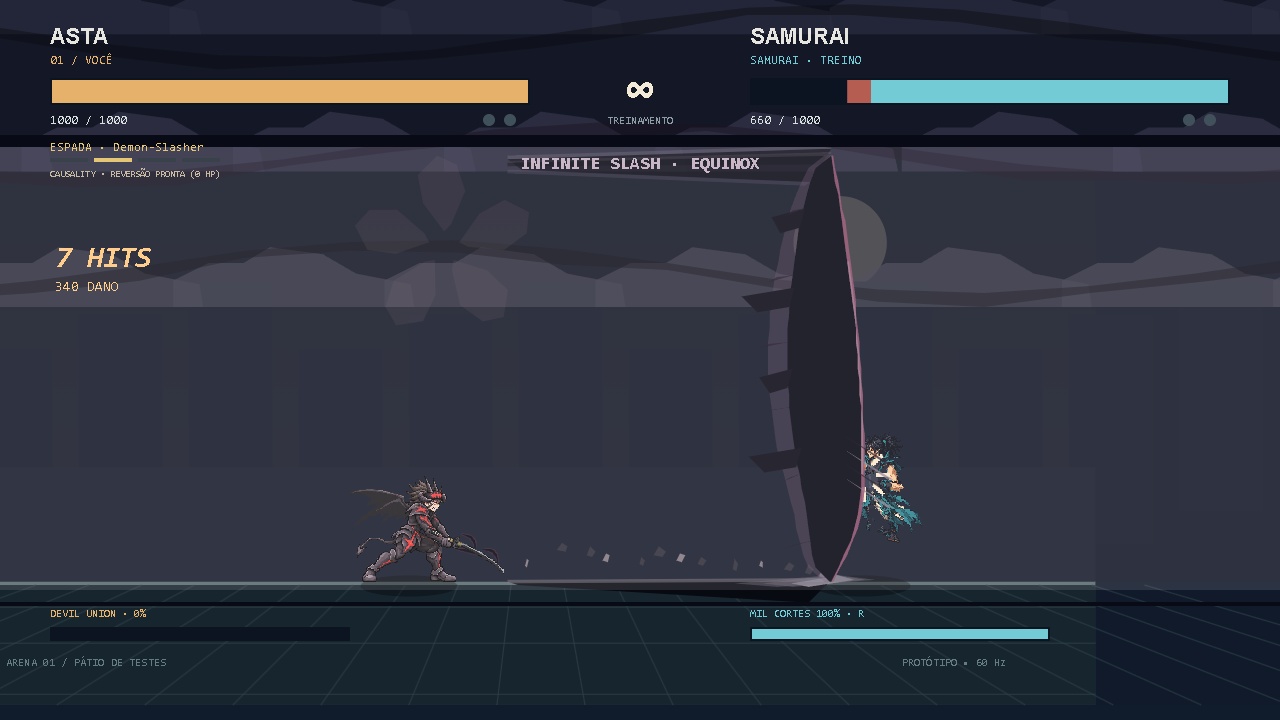 ASTA
01 / VOCÊ
1000 / 1000
ESPADA · Demon-Slasher
CAUSALITY · REVERSÃO PRONTA (0 HP)
7 HITS
340 DANO
∞
TREINAMENTO
INFINITE SLASH · EQUINOX
SAMURAI
SAMURAI · TREINO
660 / 1000
DEVIL UNION · 0%
MIL CORTES 100% · R
ARENA 01 / PÁTIO DE TESTES
PROTÓTIPO • 60 Hz